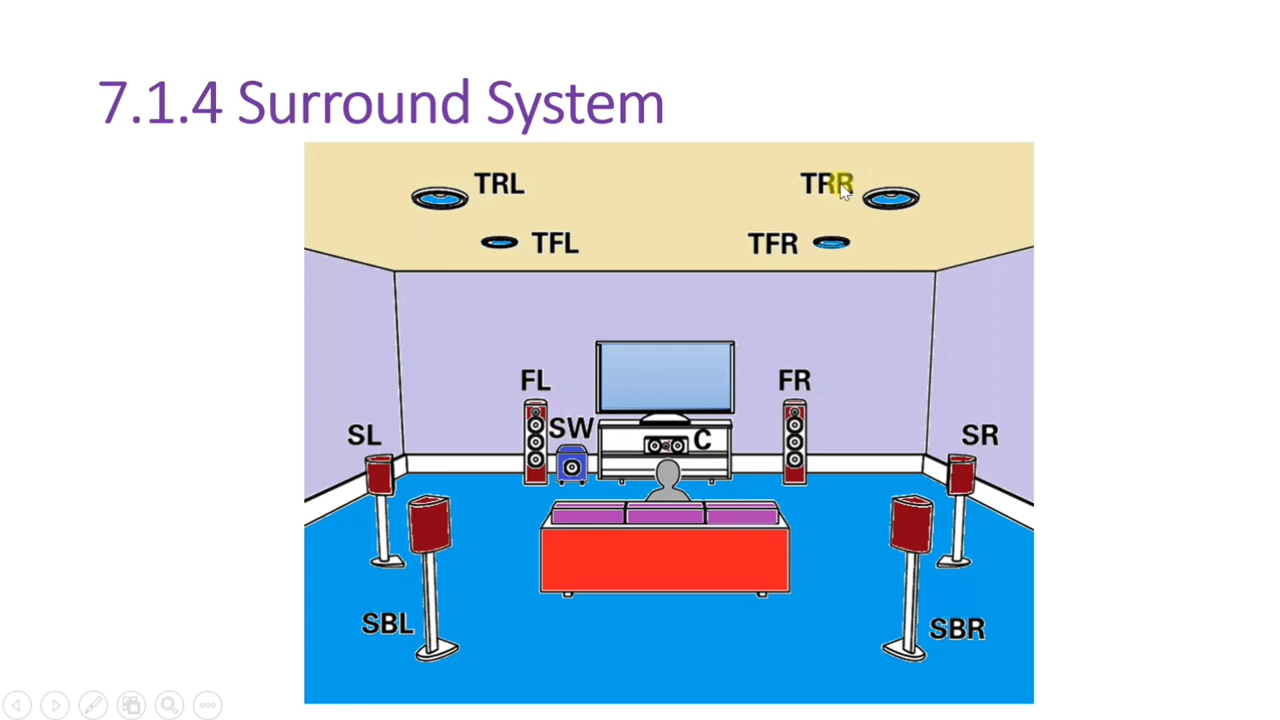 7.1.4 Surround System
TRL
TRR
TFL
TFR
FL
FR
SW
C
SL
SR
SBL
SBR